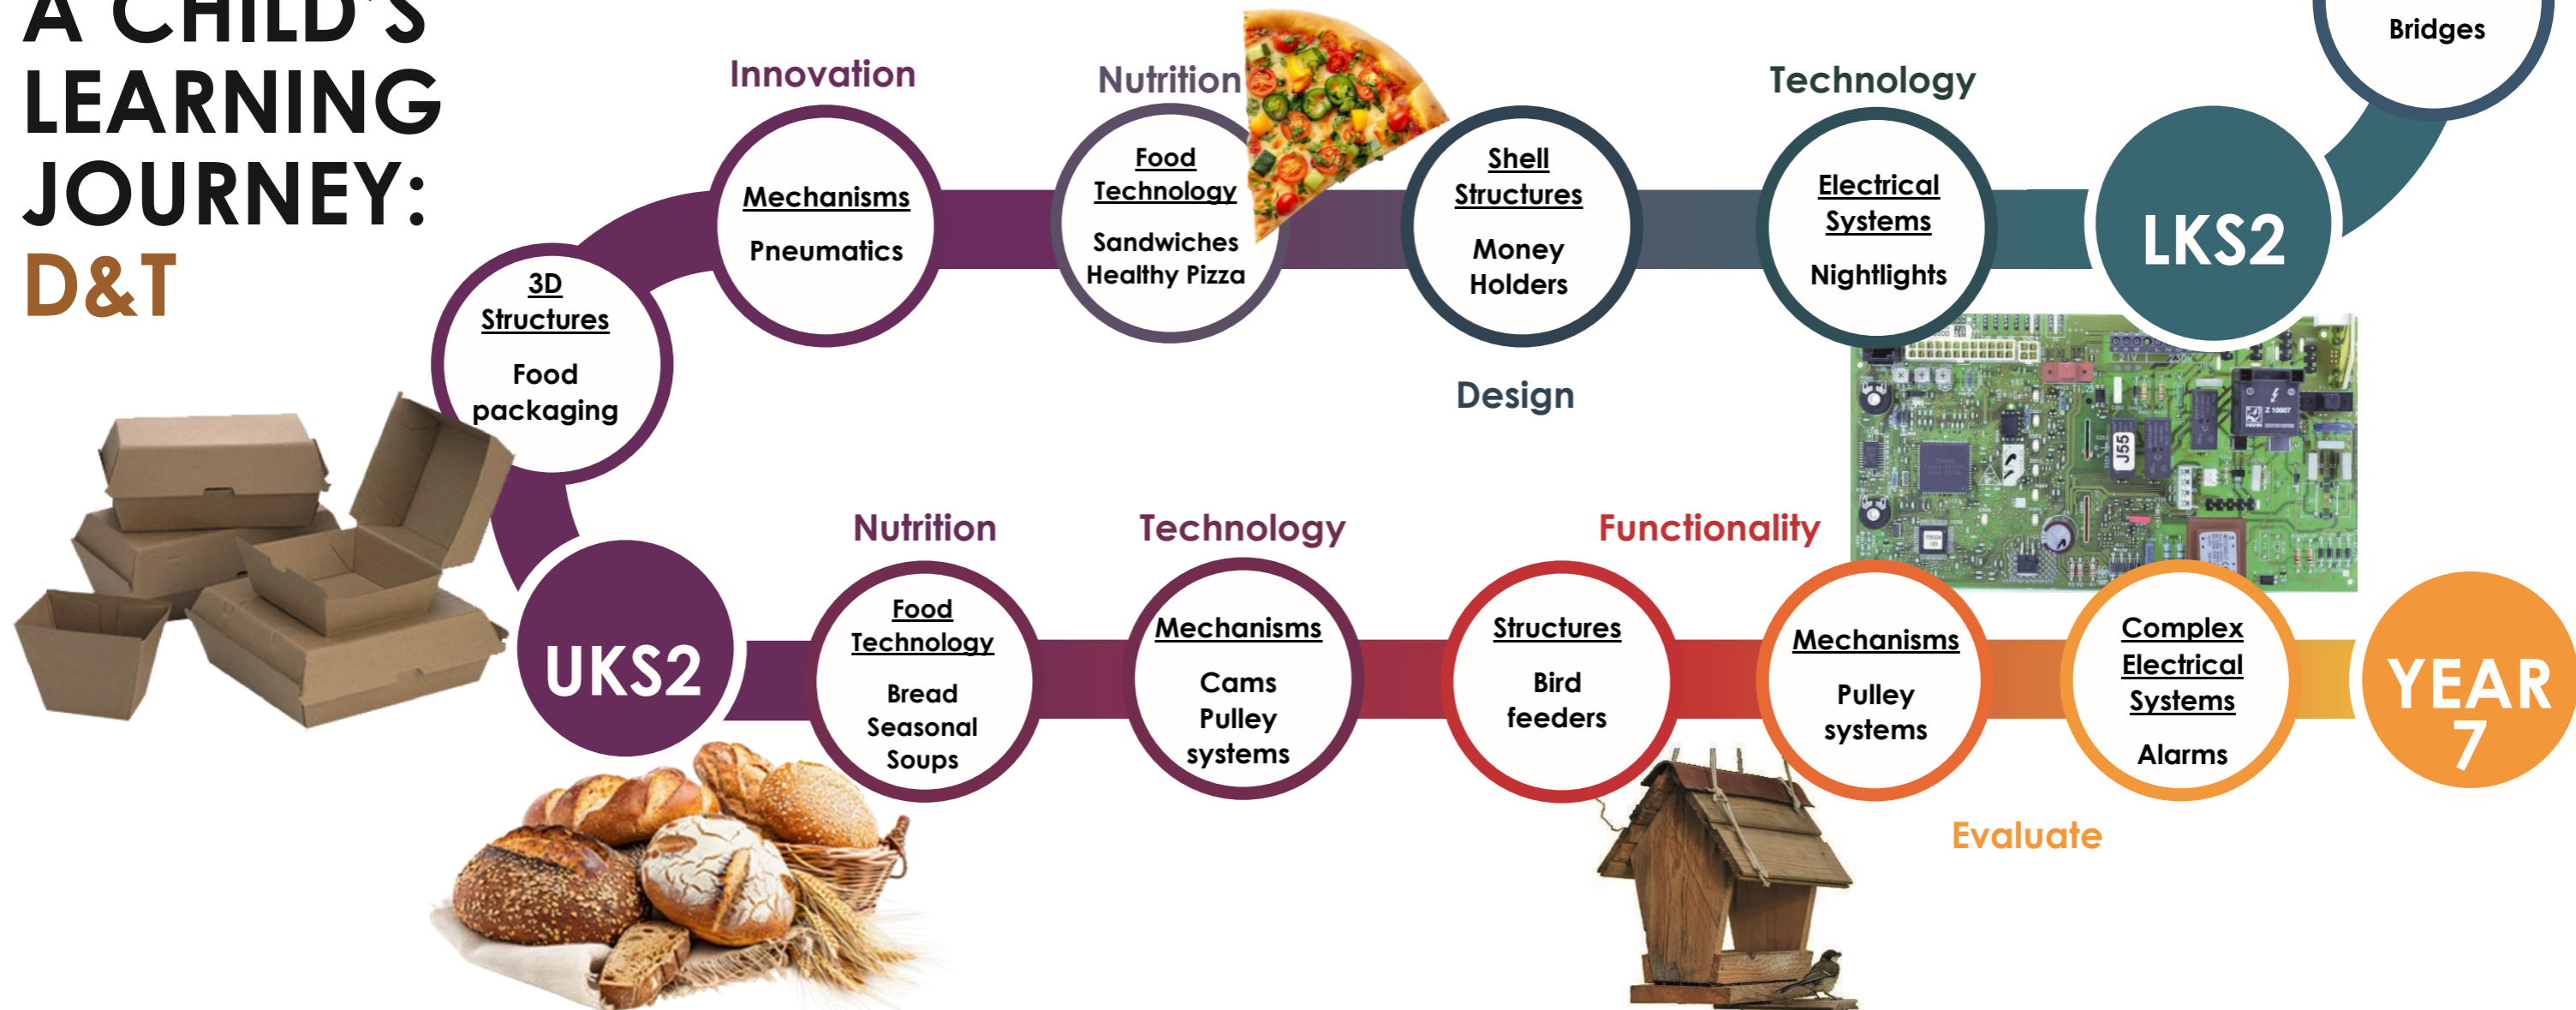 A CHILD'S
LEARNING
JOURNEY:
D&T
Bridges
Innovation
Nutrition
Technology
Mechanisms
Pneumatics
Food
Technology
Sandwiches
Healthy Pizza
Shell
Structures
Money
Holders
Electrical
Systems
Nightlights
LKS2
3D
Structures
Food
packaging
Design
J55
Z 10007
Nutrition
Technology
Functionality
UKS2
Food
Technology
Bread
Seasonal
Soups
Mechanisms
Cams
Pulley
systems
Structures
Bird
feeders
Mechanisms
Pulley
systems
Complex
Electrical
Systems
Alarms
YEAR
7
Evaluate